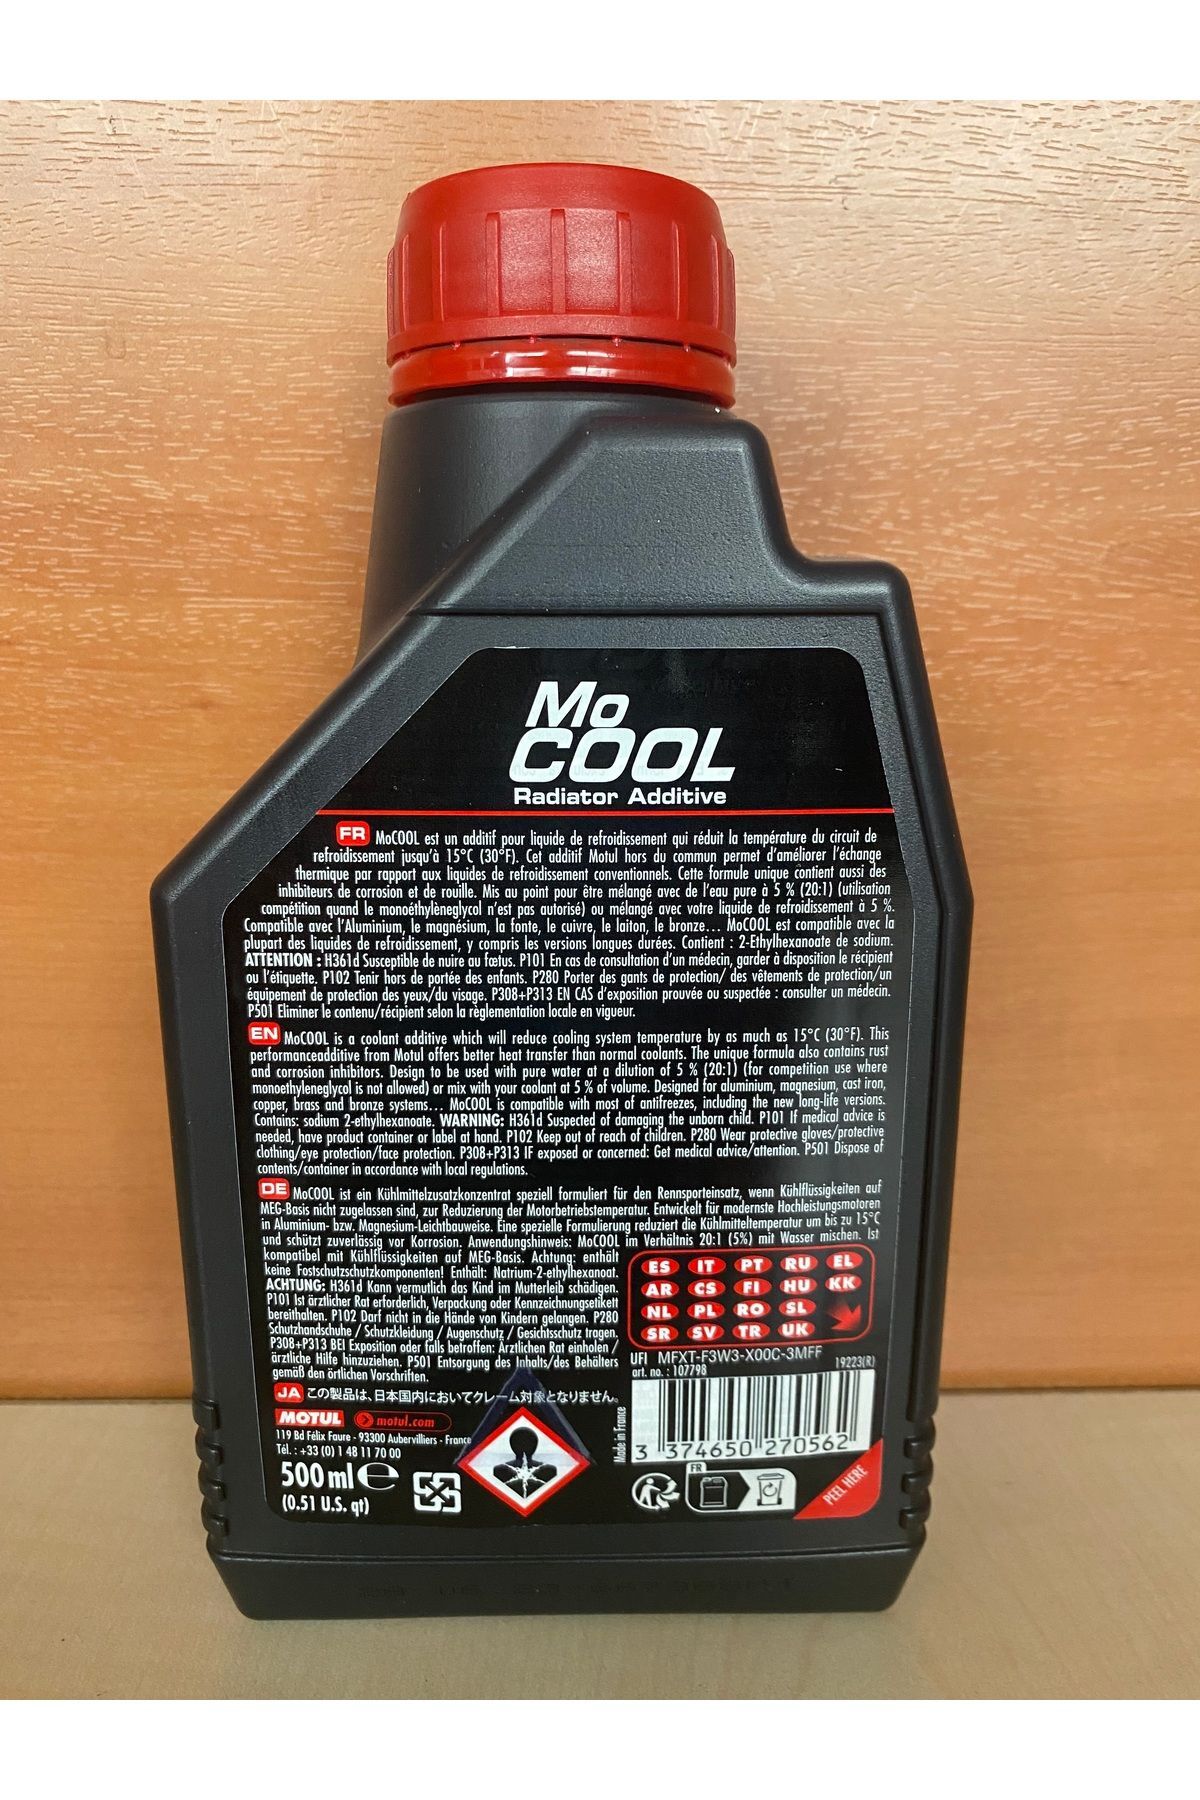 Mo
COOL
Radiator Additive
FR MoCOOL est un additif pour liquide de refroidissement qui réduit la température du circuit de
refroidissement jusqu'à 15°C (30°F). Cet additif Motul hors du commun permet d'améliorer l'échange
thermique par rapport aux liquides de refroidissement conventionnels. Cette formule unique contient aussi des
inhibiteurs de corrosion et de rouille. Mis au point pour être mélangé avec de l'eau pure à 5 % (20:1) (utilisation
compétition quand le monoéthylèneglycol n'est pas autorisé) ou mélangé avec votre liquide de refroidissement à 5 %.
Compatible avec l'Aluminium, le magnésium, la fonte, le cuivre, le laiton, le bronze... MoCOOL est compatible avec la
plupart des liquides de refroidissement, y compris les versions longues durées. Contient : 2-Ethylhexanoate de sodium.
ATTENTION : H361d Susceptible de nuire au fœtus. P101 En cas de consultation d'un médecin, garder à disposition le récipient
ou l'étiquette. P102 Tenir hors de portée des enfants. P280 Porter des gants de protection/ des vêtements de protection/un
équipement de protection des yeux/du visage. P308+P313 EN CAS d'exposition prouvée ou suspectée : consulter un médecin.
P501 Eliminer le contenu/récipient selon la règlementation locale en vigueur.
EN MoCOOL is a coolant additive which will reduce cooling system temperature by as much as 15°C (30°F). This
performanceadditive from Motul offers better heat transfer than normal coolants. The unique formula also contains rust
and corrosion inhibitors. Design to be used with pure water at a dilution of 5 % (20:1) (for competition use where
monoethyleneglycol is not allowed) or mix with your coolant at 5 % of volume. Designed for aluminium, magnesium, cast iron,
copper, brass and bronze systems... MoCOOL is compatible with most of antifreezes, including the new long-life versions.
Contains: sodium 2-ethylhexanoate. WARNING: H361d Suspected of damaging the unborn child. P101 If medical advice is
needed, have product container or label at hand. P102 Keep out of reach of children. P280 Wear protective gloves/protective
clothing/eye protection/face protection. P308+P313 IF exposed or concerned: Get medical advice/attention. P501 Dispose of
contents/container in accordance with local regulations.
DE MoCOOL ist ein Kühlmittelzusatzkonzentrat speziell formuliert für den Rennsporteinsatz, wenn Kühlflüssigkeiten auf
MEG-Basis nicht zugelassen sind, zur Reduzierung der Motorbetriebstemperatur. Entwickelt für modernste Hochleistungsmotoren
in Aluminium- bzw. Magnesium-Leichtbauweise. Eine spezielle Formulierung reduziert die Kühlmitteltemperatur um bis zu 15°C
und schützt zuverlässig vor Korrosion. Anwendungshinweis: MoCOOL im Verhältnis 20:1 (5%) mit Wasser mischen. Ist
kompatibel mit Kühlflüssigkeiten auf MEG-Basis. Achtung: enthält
keine Fostschutzschutzkomponenten! Enthält: Natrium-2-ethylhexanoat.
ACHTUNG: H361d Kann vermutlich das Kind im Mutterleib schädigen.
P101 Ist ärztlicher Rat erforderlich, Verpackung oder Kennzeichnungsetikett
bereithalten. P102 Darf nicht in die Hände von Kindern gelangen. P280
Schutzhandschuhe / Schutzkleidung / Augenschutz / Gesichtsschutz tragen.
P308+P313 BEI Exposition oder falls betroffen: Ärztlichen Rat einholen /
ärztliche Hilfe hinzuziehen. P501 Entsorgung des Inhalts/des Behälters
gemäß den örtlichen Vorschriften.
ES IT PT RU EL
AR CS FI HU KK
NL PL RO SL
SR SV TR UK
UFI MFXT-F3W3-X00C-3MFF
art. no. : 107798
19223(R)
JA この製品は、日本国内においてクレーム対象となりません。
MOTUL motul.com
119 Bd Félix Faure - 93300 Aubervilliers - France
Tél. : +33 (0) 1 48 11 70 00
500 ml e
(0.51 U.S. qt)
Made in France
3 374650 270562
FR
PEEL HERE